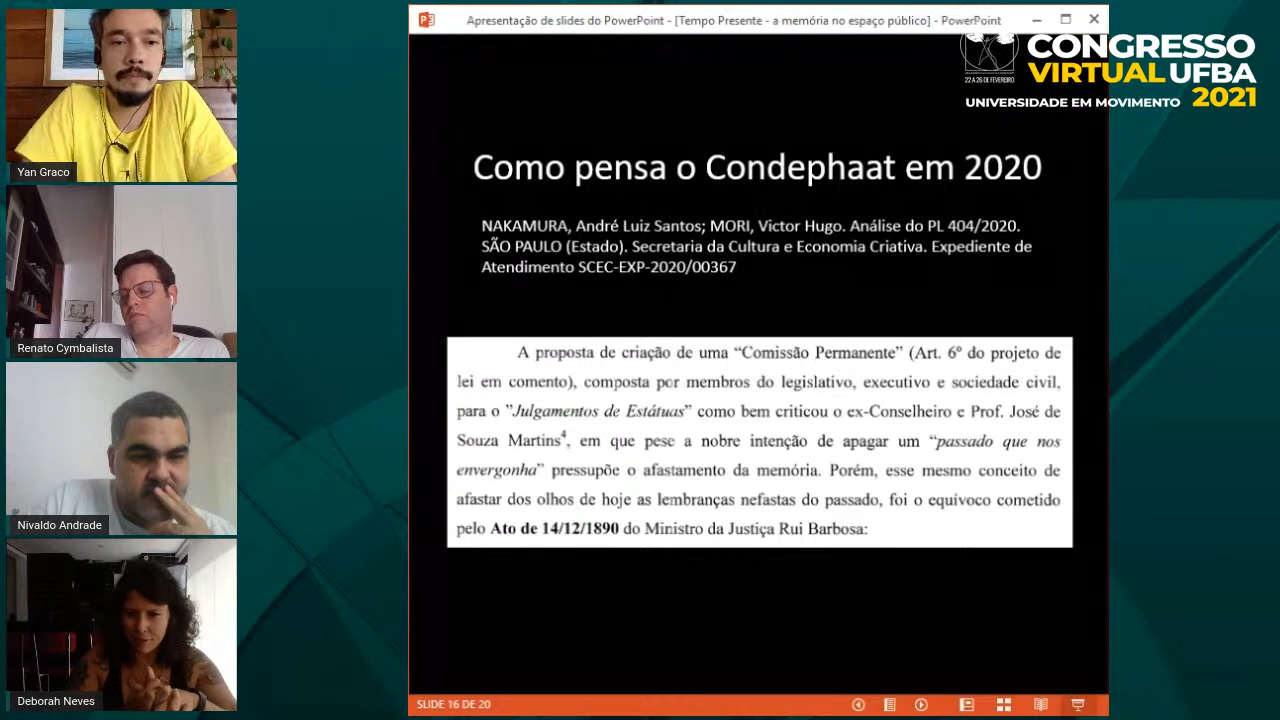 Apresentação de slides do PowerPoint - [Tempo Presente - a memória no espaço público] - PowerPoint
CONGRESSO
VIRTUAL UFBA
2021
22 A 26 DE FEVEREIRO
UNIVERSIDADE EM MOVIMENTO
Como pensa o Condephaat em 2020
NAKAMURA, André Luiz Santos; MORI, Victor Hugo. Análise do PL 404/2020.
SÃO PAULO (Estado). Secretaria da Cultura e Economia Criativa. Expediente de
Atendimento SCEC-EXP-2020/00367
A proposta de criação de uma “Comissão Permanente” (Art. 6º do projeto de
lei em comento), composta por membros do legislativo, executivo e sociedade civil,
para o ”Julgamentos de Estátuas” como bem criticou o ex-Conselheiro e Prof. José de
Souza Martins4, em que pese a nobre intenção de apagar um “passado que nos
envergonha” pressupõe o afastamento da memória. Porém, esse mesmo conceito de
afastar dos olhos de hoje as lembranças nefastas do passado, foi o equívoco cometido
pelo Ato de 14/12/1890 do Ministro da Justiça Rui Barbosa:
SLIDE 16 DE 20
Yan Graco
Renato Cymbalista
Nivaldo Andrade
Deborah Neves